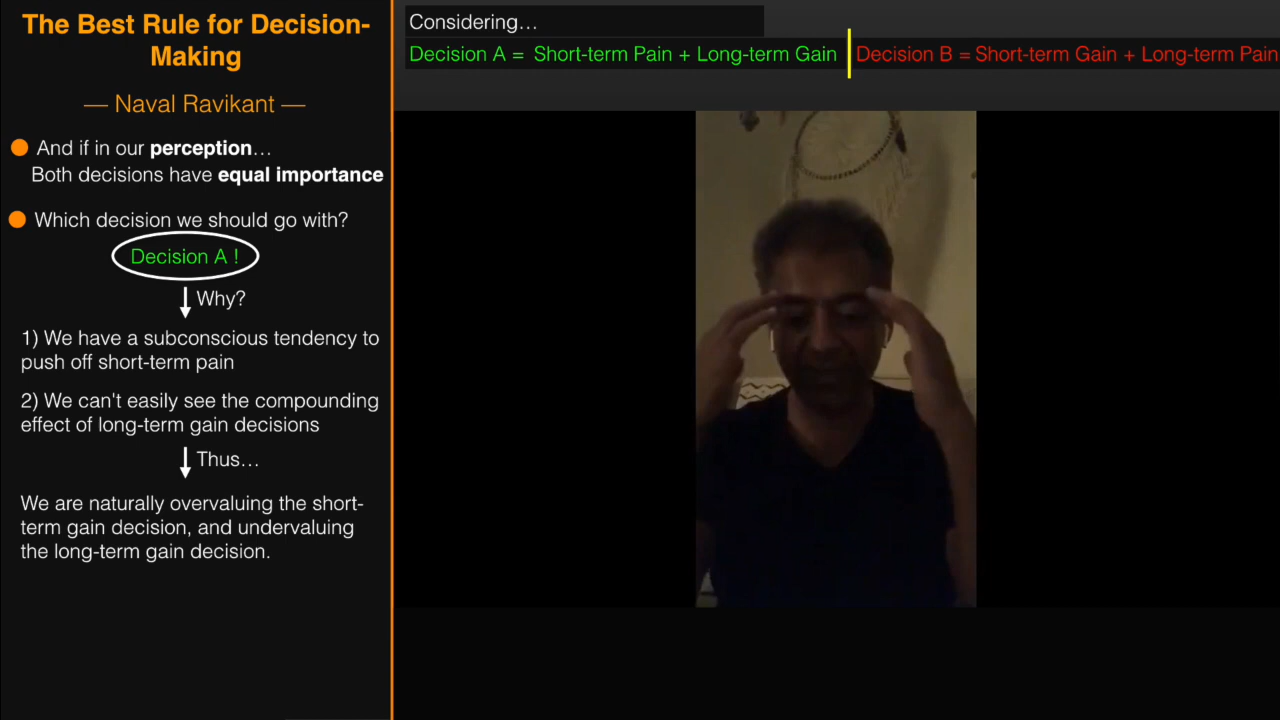 The Best Rule for Decision-
Making
— Naval Ravikant —
And if in our perception…
Both decisions have equal importance
Which decision we should go with?
Decision A !
Why?
1) We have a subconscious tendency to
push off short-term pain
2) We can't easily see the compounding
effect of long-term gain decisions
Thus…
We are naturally overvaluing the short-
term gain decision, and undervaluing
the long-term gain decision.
Considering…
Decision A = Short-term Pain + Long-term Gain
Decision B = Short-term Gain + Long-term Pain